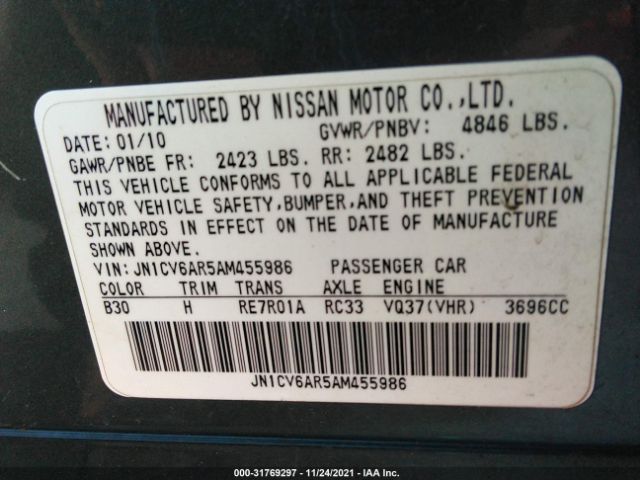 MANUFACTURED BY NISSAN MOTOR CO.,LTD.
DATE: 01/10 GVWR/PNBV: 4846 LBS.
GAWR/PNBE FR: 2423 LBS. RR: 2482 LBS.
THIS VEHICLE CONFORMS TO ALL APPLICABLE FEDERAL
MOTOR VEHICLE SAFETY,BUMPER,AND THEFT PREVENTION
STANDARDS IN EFFECT ON THE DATE OF MANUFACTURE
SHOWN ABOVE.
VIN: JN1CV6AR5AM455986 PASSENGER CAR
COLOR TRIM TRANS AXLE ENGINE
B30 H RE7R01A RC33 VQ37(VHR) 3696CC
JN1CV6AR5AM455986
000-31769297 - 11/24/2021 - IAA Inc.